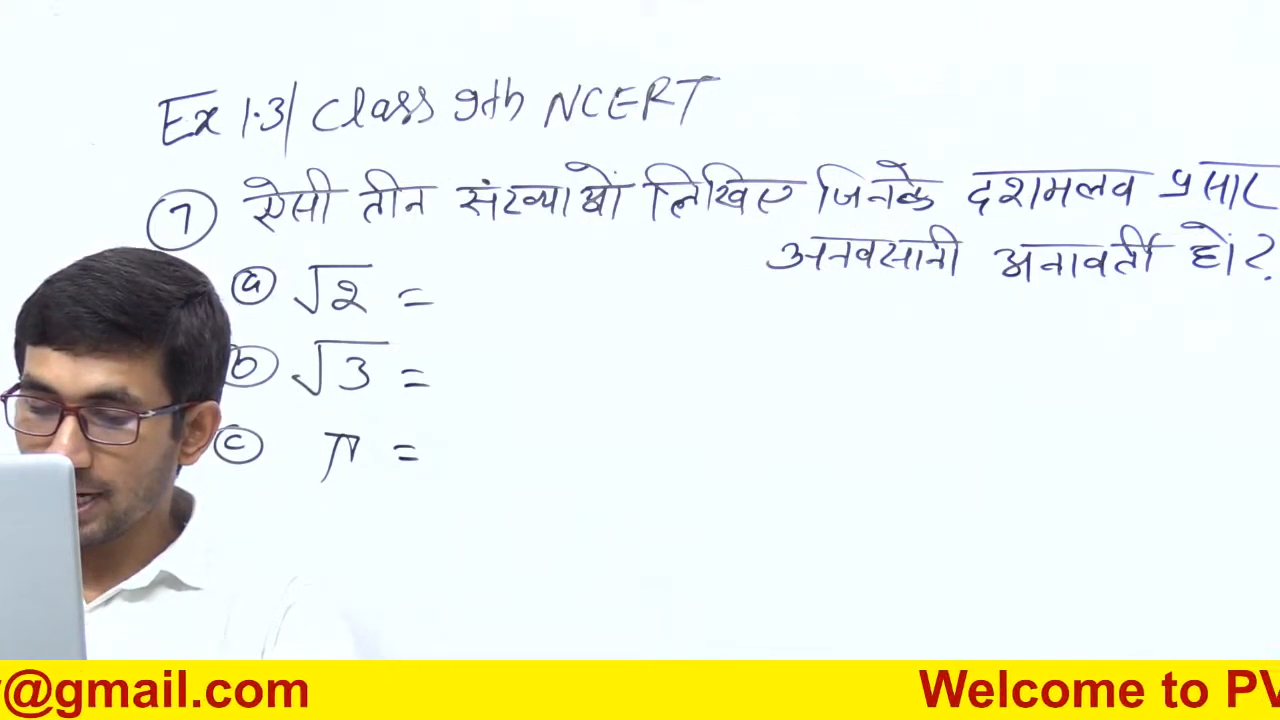 Ex 1.3/ Class 9th NCERT
7 ऐसी तीन संख्याओं लिखिए जिनके दशमलव प्रसार
अनवसानी अनावर्ती हों?
a √2 =
b √3 =
c π =
@gmail.com Welcome to PV